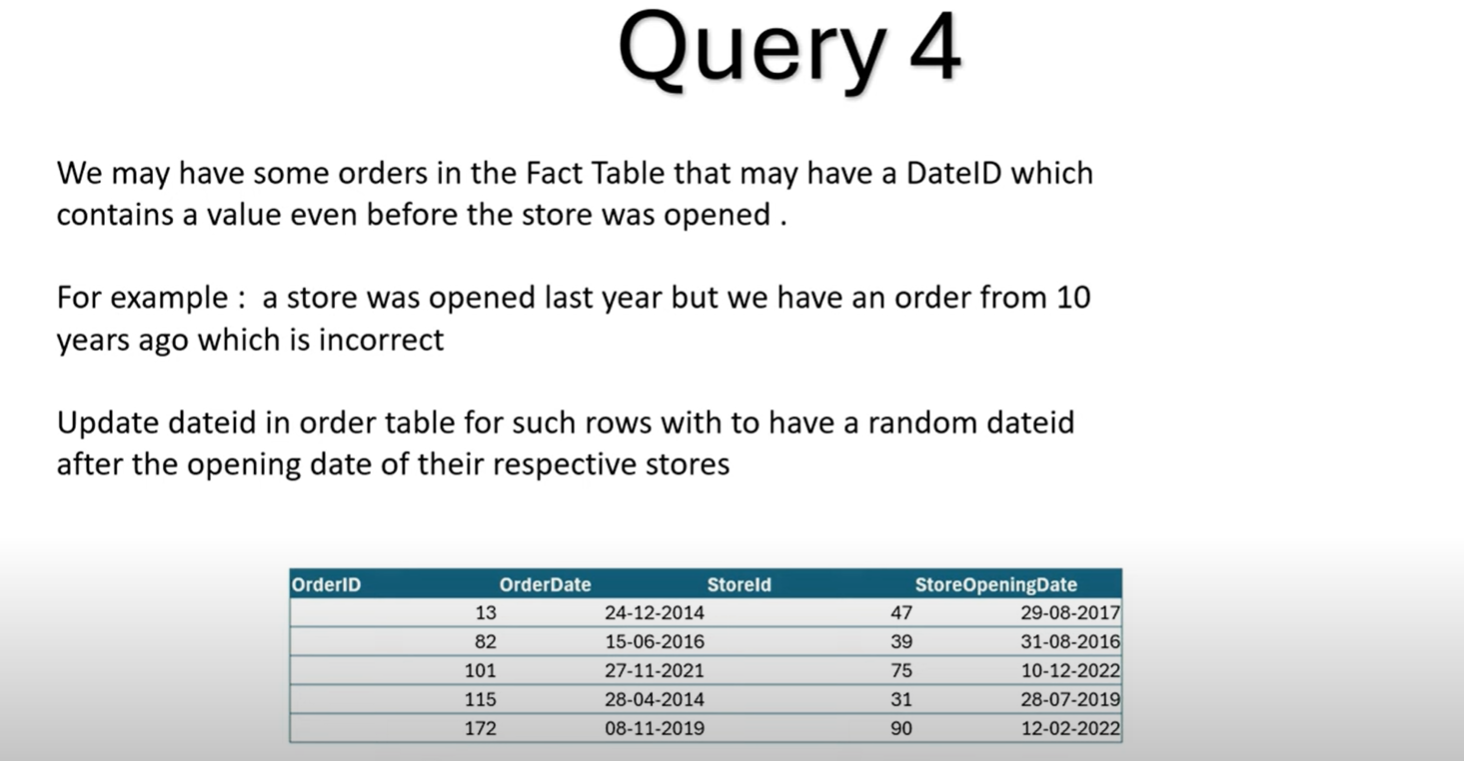 Query 4
We may have some orders in the Fact Table that may have a DateID which
contains a value even before the store was opened .
For example :  a store was opened last year but we have an order from 10
years ago which is incorrect
Update dateid in order table for such rows with to have a random dateid
after the opening date of their respective stores
OrderID OrderDate StoreId StoreOpeningDate
13 24-12-2014 47 29-08-2017
82 15-06-2016 39 31-08-2016
101 27-11-2021 75 10-12-2022
115 28-04-2014 31 28-07-2019
172 08-11-2019 90 12-02-2022